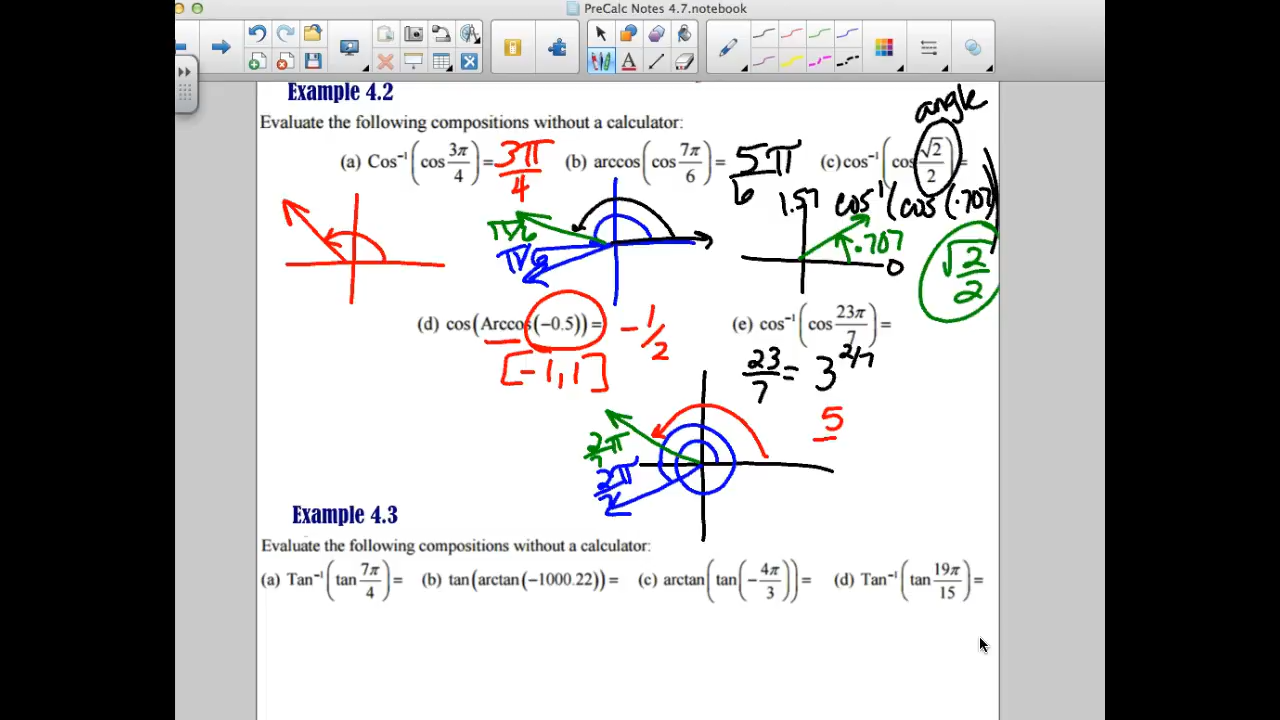 PreCalc Notes 4.7.notebook
Example 4.2
angle
Evaluate the following compositions without a calculator:
(a) Cos⁻¹(cos 3π/4) = 3π/4 (b) arccos(cos 7π/6) = 5π/6 (c) cos⁻¹(cos √2/2) =
1.57 cos⁻¹(cos(.707))
π/6 .707
π/6 0 √2/2
(d) cos(Arccos(−0.5)) = -1/2 (e) cos⁻¹(cos 23π/7) =
[-1,1] 23/7 = 3 2/7
5
2/7 π
2π/7
Example 4.3
Evaluate the following compositions without a calculator:
(a) Tan⁻¹(tan 7π/4) = (b) tan(arctan(−1000.22)) = (c) arctan(tan(−4π/3)) = (d) Tan⁻¹(tan 19π/15) =